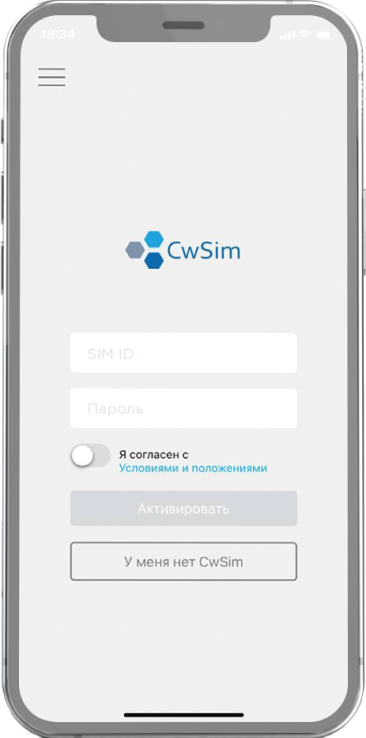 18:34
CwSim
SIM ID
Пароль
Я согласен с
Условиями и положениями
Активировать
У меня нет CwSim